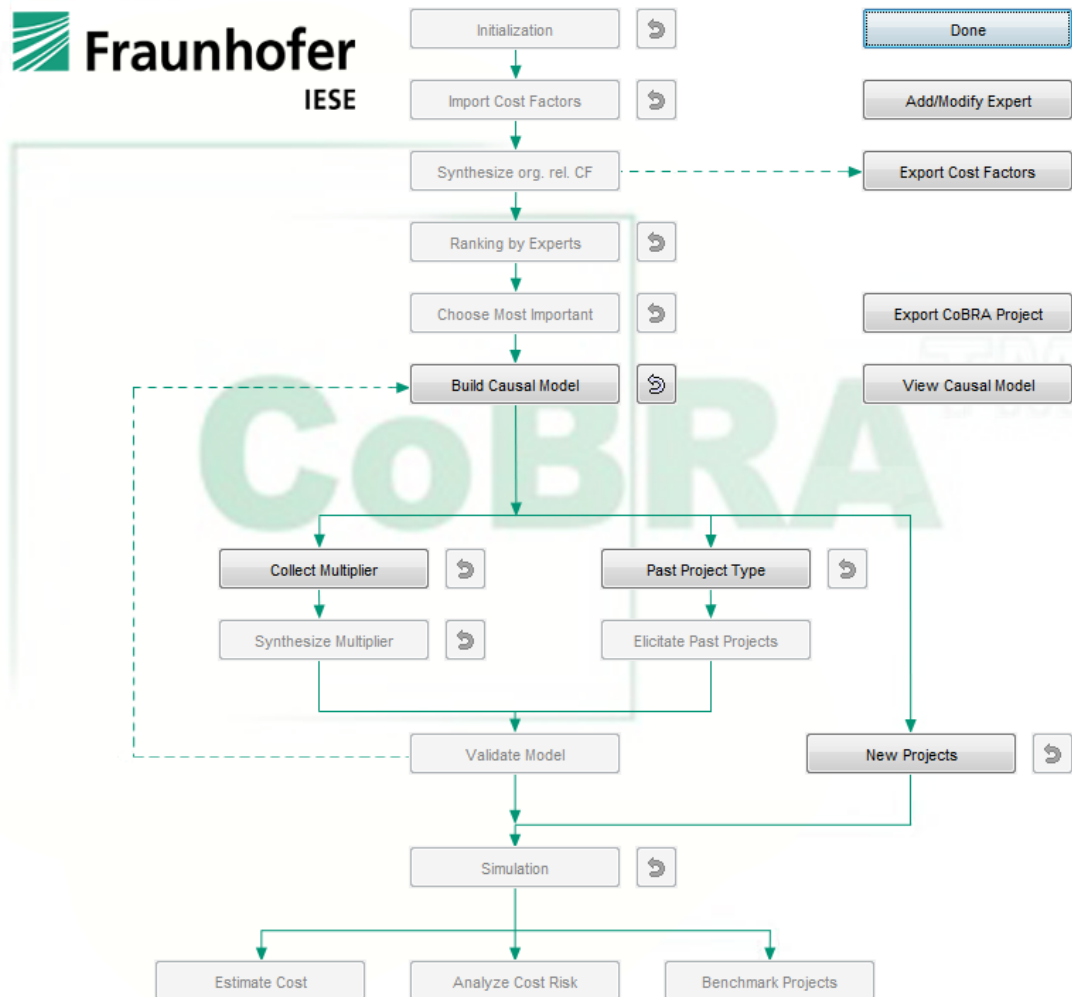 Fraunhofer
IESE
Initialization
Done
Import Cost Factors
Add/Modify Expert
Synthesize org. rel. CF
Export Cost Factors
Ranking by Experts
Choose Most Important
Export CoBRA Project
Build Causal Model
View Causal Model
CoBRA TM
Collect Multiplier
Past Project Type
Synthesize Multiplier
Elicitate Past Projects
Validate Model
New Projects
Simulation
Estimate Cost
Analyze Cost Risk
Benchmark Projects